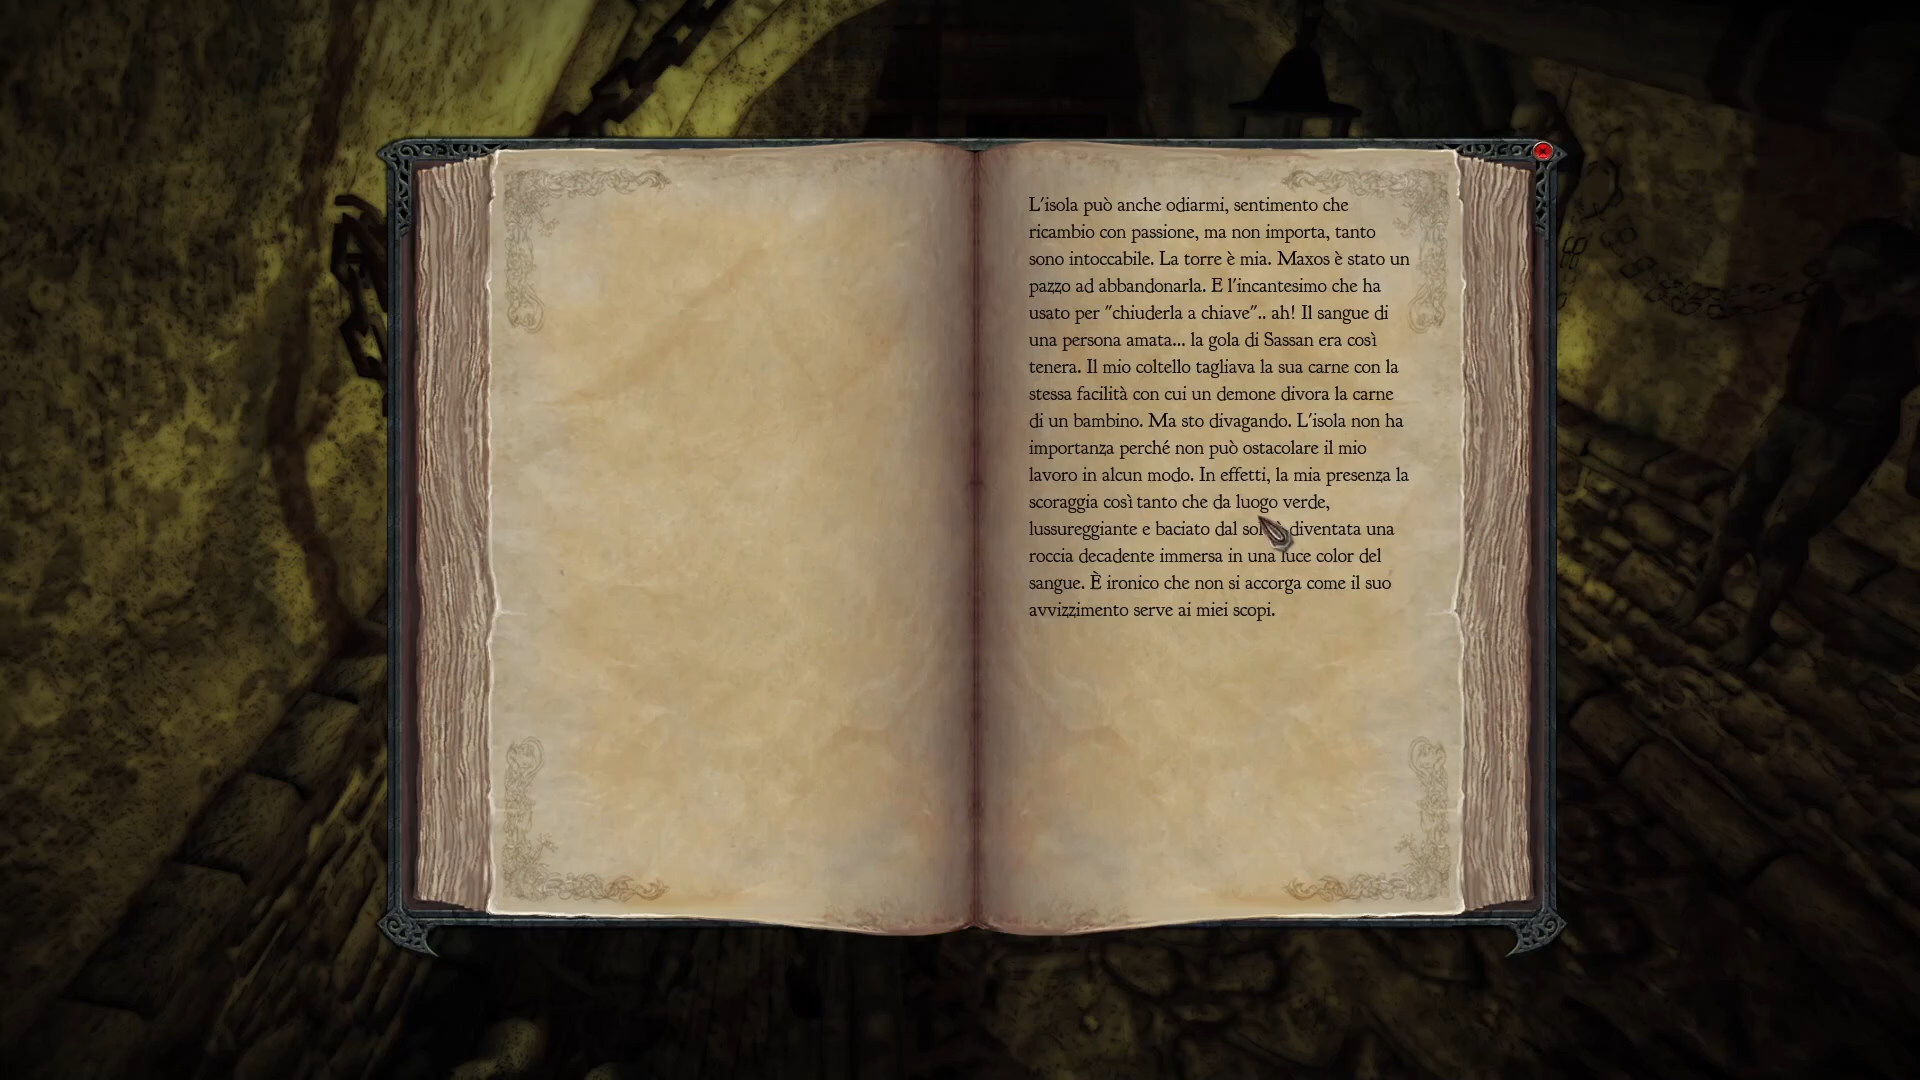 L'isola può anche odiarmi, sentimento che
ricambio con passione, ma non importa, tanto
sono intoccabile. La torre è mia. Maxos è stato un
pazzo ad abbandonarla. E l'incantesimo che ha
usato per "chiuderla a chiave".. ah! Il sangue di
una persona amata... la gola di Sassan era così
tenera. Il mio coltello tagliava la sua carne con la
stessa facilità con cui un demone divora la carne
di un bambino. Ma sto divagando. L'isola non ha
importanza perché non può ostacolare il mio
lavoro in alcun modo. In effetti, la mia presenza la
scoraggia così tanto che da luogo verde,
lussureggiante e baciato dal diventata una
roccia decadente immersa in una luce color del
sangue. È ironico che non si accorga come il suo
avvizzimento serve ai miei scopi.